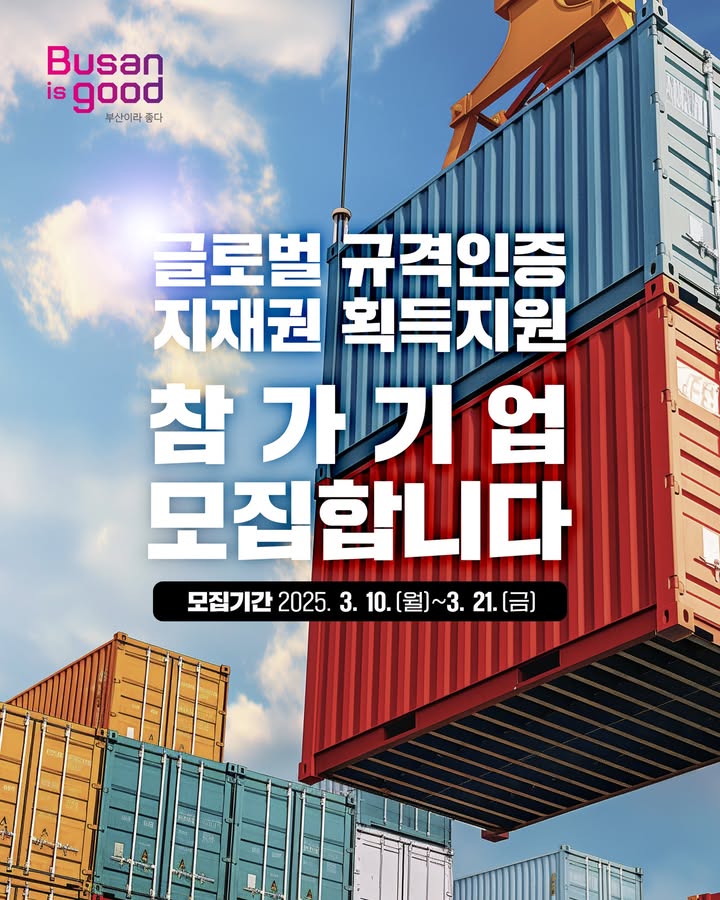 Busan
is good
부산이라 좋다
글로벌 규격인증
지재권 획득지원
참가기업
모집합니다
모집기간 2025. 3. 10.(월)~3. 21.(금)